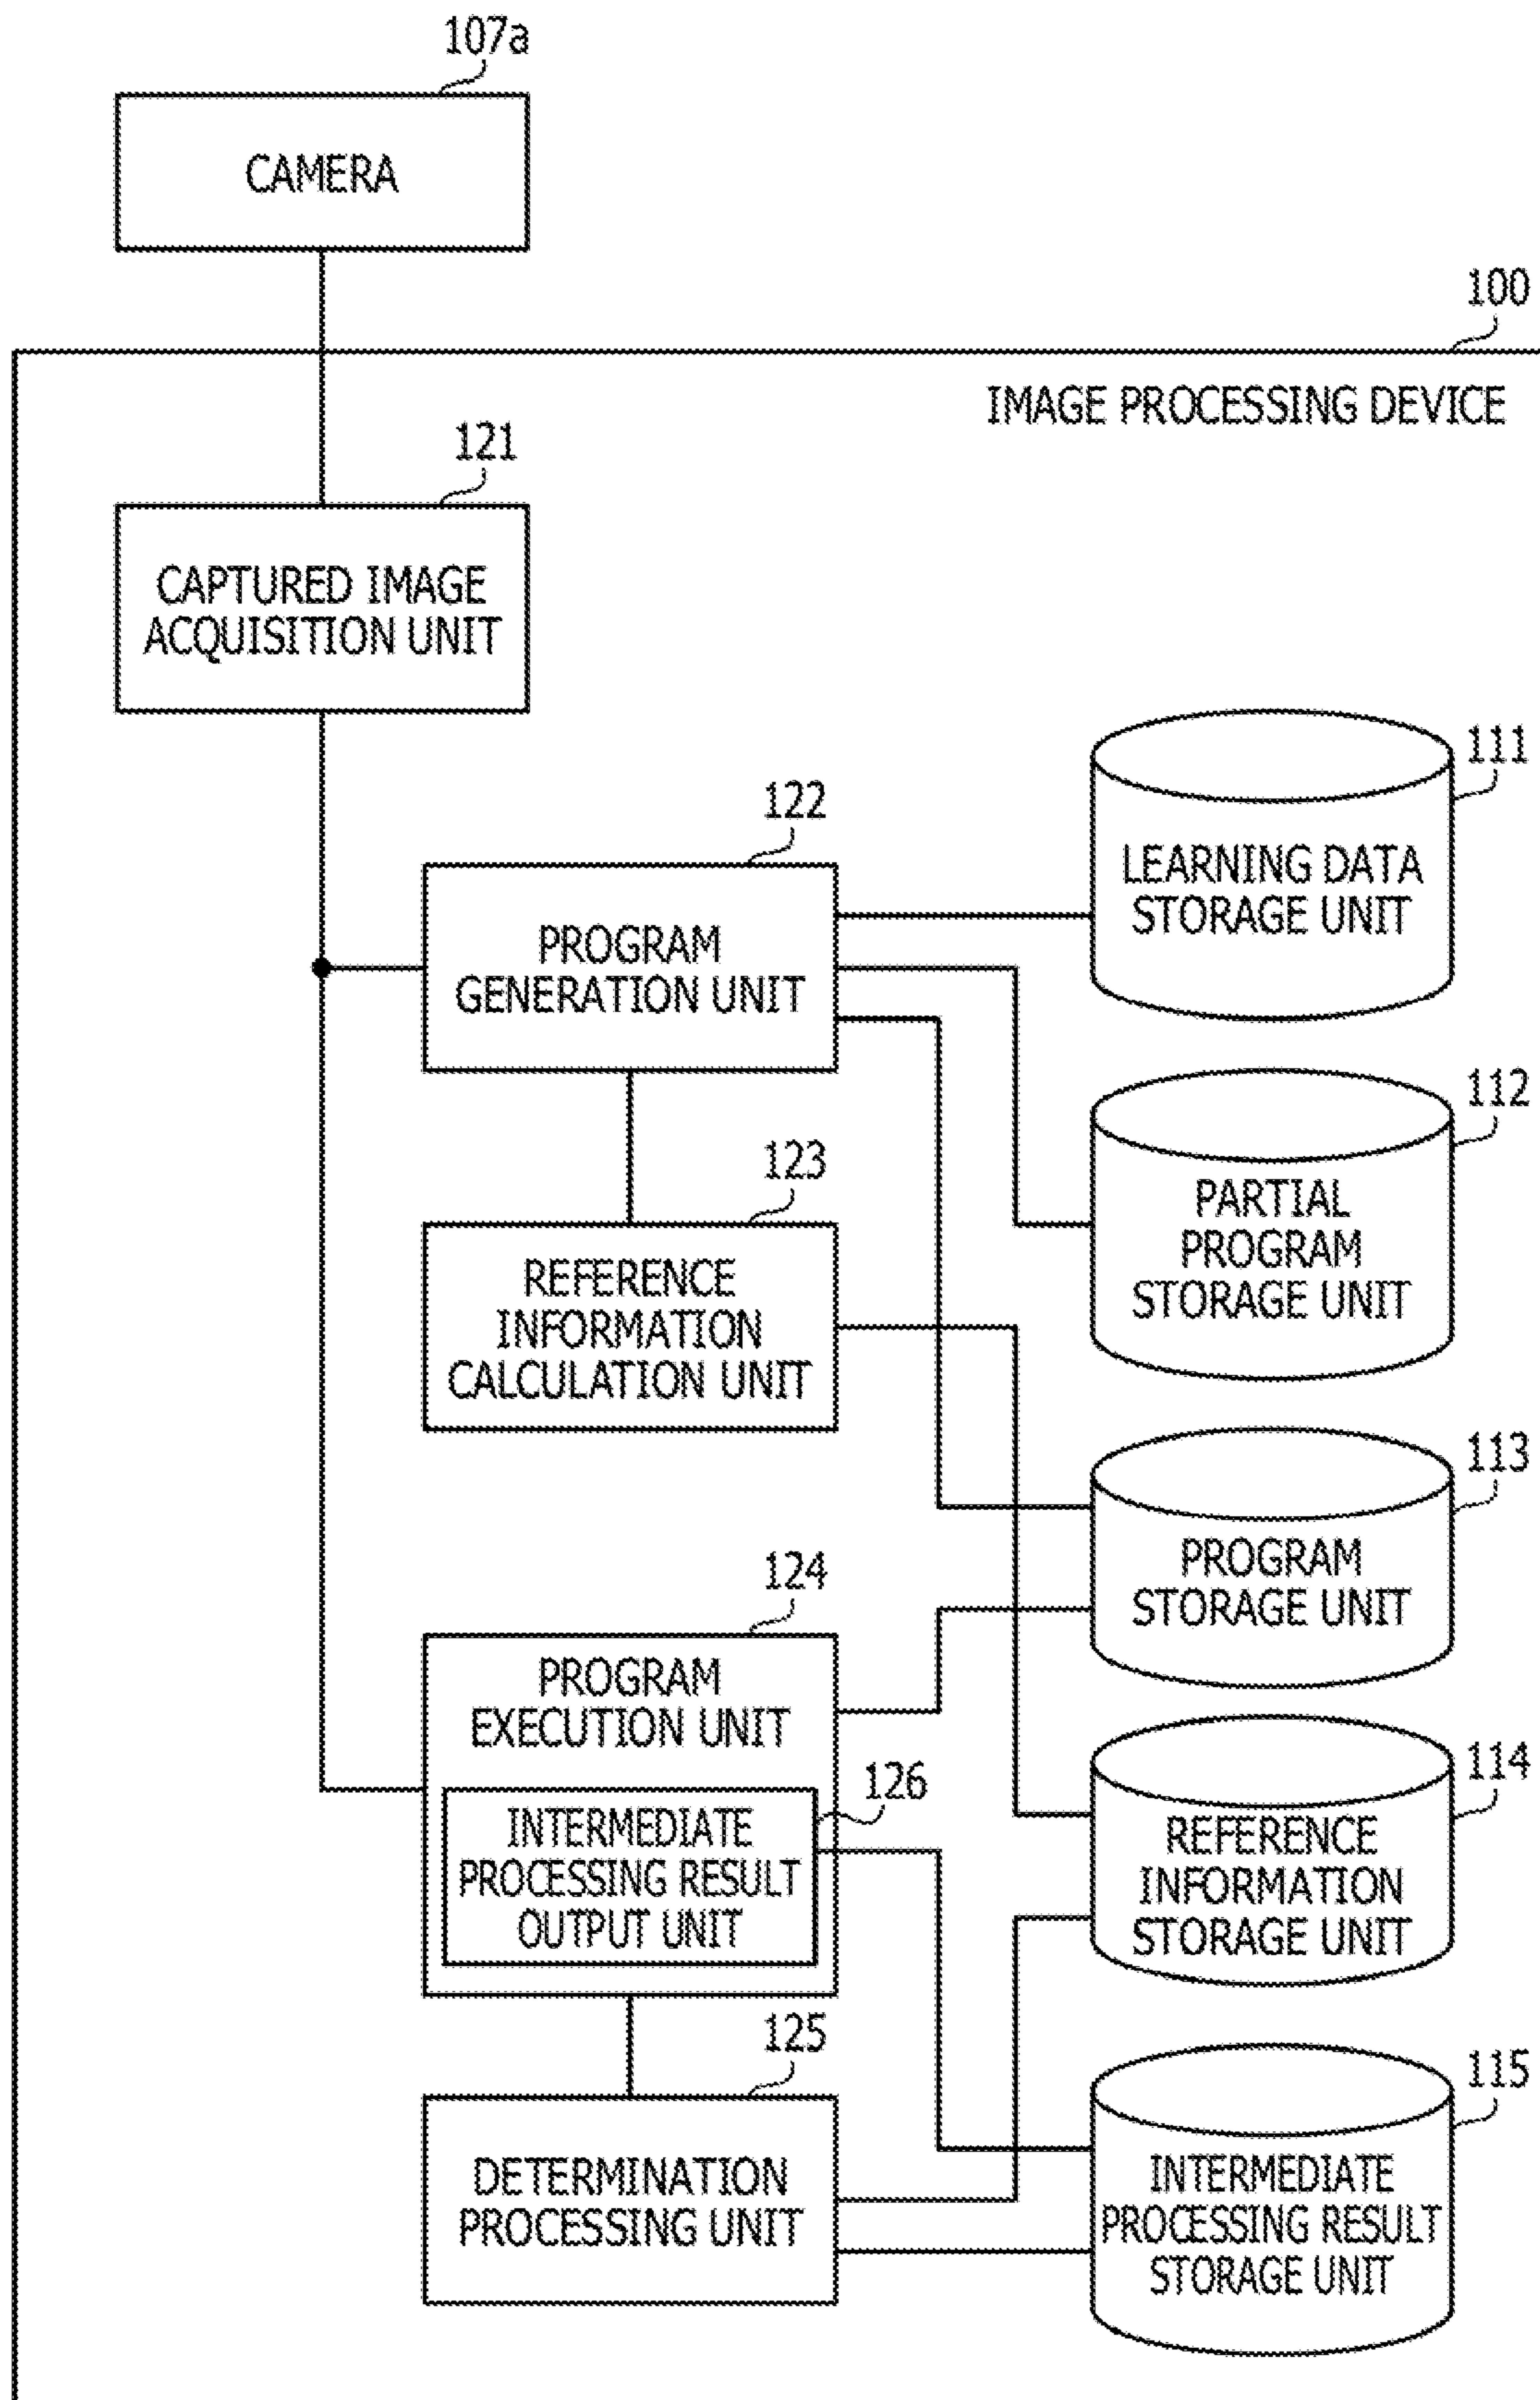 107a
CAMERA
100
IMAGE PROCESSING DEVICE
121
CAPTURED IMAGE
ACQUISITION UNIT
122
PROGRAM
GENERATION UNIT
111
LEARNING DATA
STORAGE UNIT
112
PARTIAL
PROGRAM
STORAGE UNIT
123
REFERENCE
INFORMATION
CALCULATION UNIT
113
PROGRAM
STORAGE UNIT
124
PROGRAM
EXECUTION UNIT
126
INTERMEDIATE
PROCESSING RESULT
OUTPUT UNIT
114
REFERENCE
INFORMATION
STORAGE UNIT
125
DETERMINATION
PROCESSING UNIT
115
INTERMEDIATE
PROCESSING RESULT
STORAGE UNIT